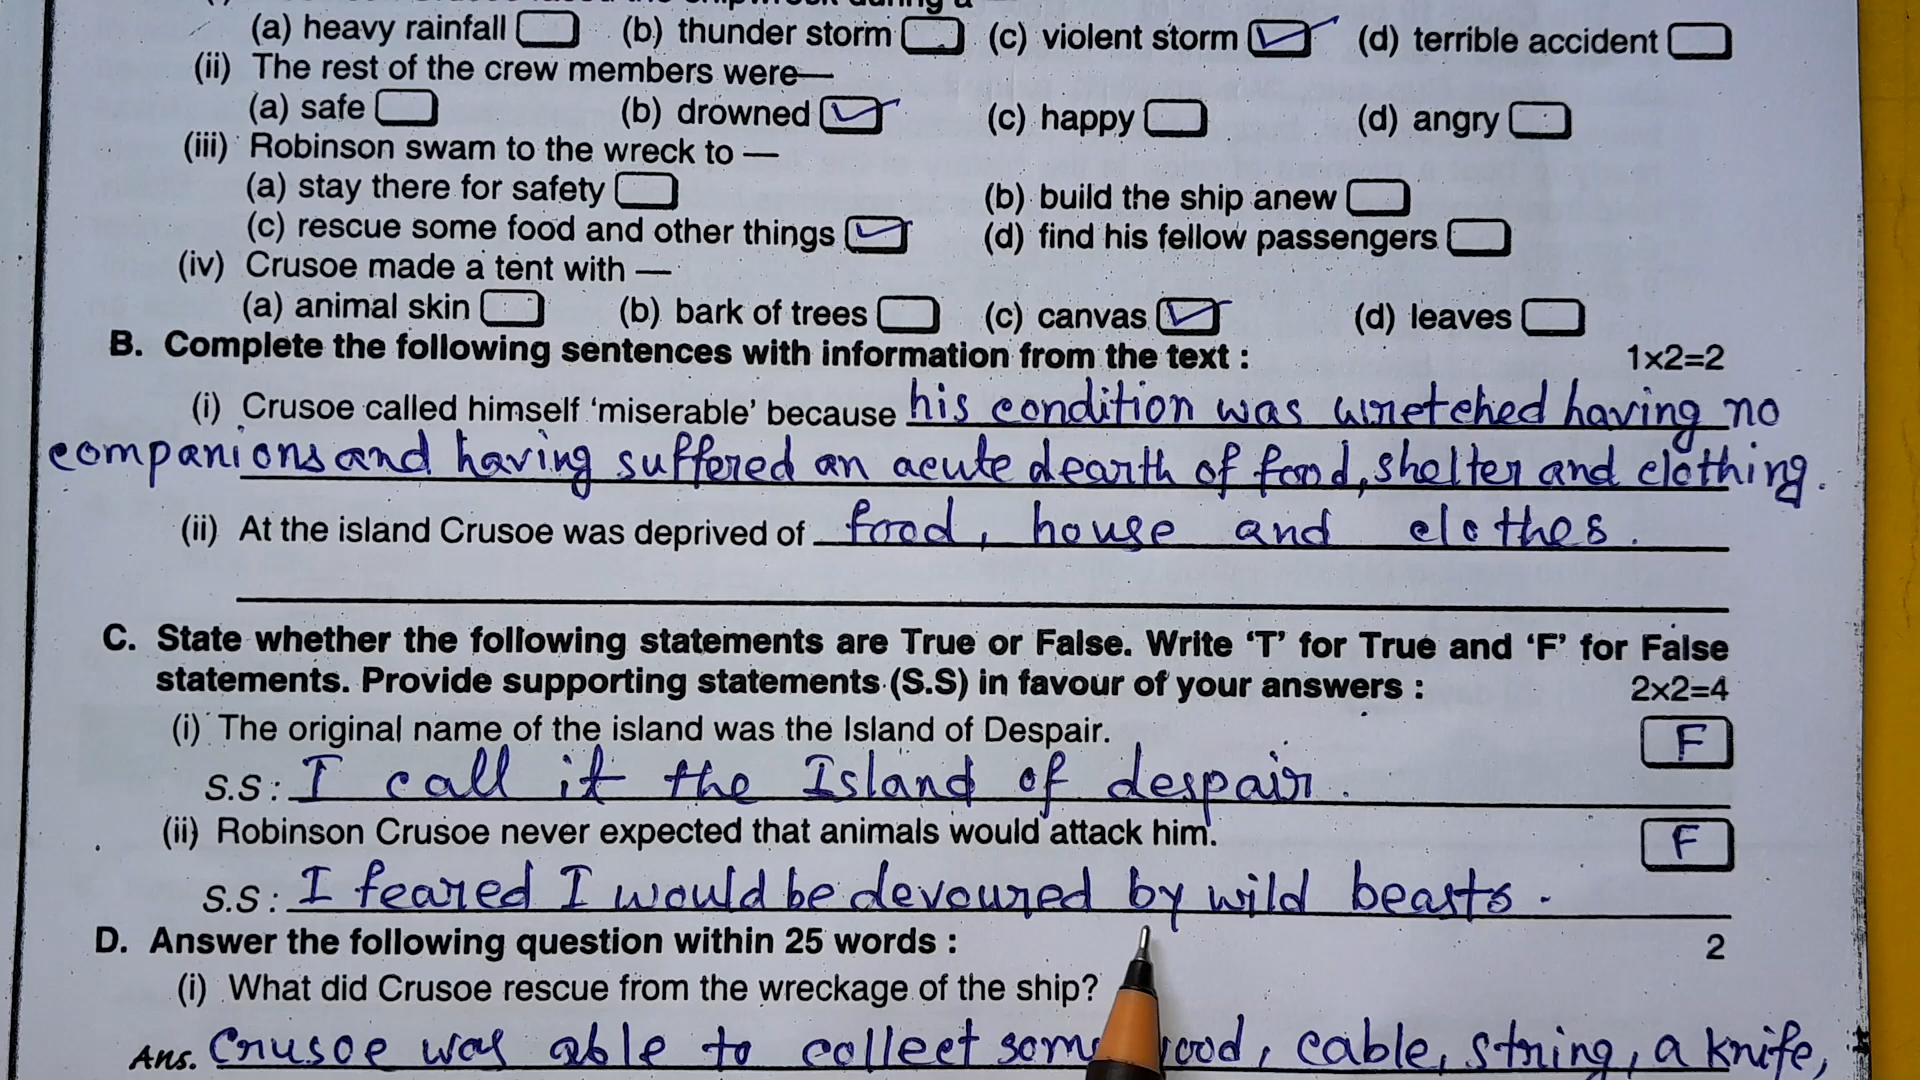 (a) heavy rainfall (b) thunder storm (c) violent storm (d) terrible accident
(ii) The rest of the crew members were—
(a) safe (b) drowned (c) happy (d) angry
(iii) Robinson swam to the wreck to —
(a) stay there for safety (b) build the ship anew
(c) rescue some food and other things (d) find his fellow passengers
(iv) Crusoe made a tent with —
(a) animal skin (b) bark of trees (c) canvas (d) leaves
B. Complete the following sentences with information from the text : 1x2=2
(i) Crusoe called himself ‘miserable’ because his condition was wretched having no
companions and having suffered an acute dearth of food, shelter and clothing.
(ii) At the island Crusoe was deprived of food, house and clothes.
C. State whether the following statements are True or False. Write ‘T’ for True and ‘F’ for False
statements. Provide supporting statements (S.S) in favour of your answers : 2x2=4
(i) The original name of the island was the Island of Despair. F
S.S : I call it the Island of despair.
(ii) Robinson Crusoe never expected that animals would attack him. F
S.S : I feared I would be devoured by wild beasts.
D. Answer the following question within 25 words : 2
(i) What did Crusoe rescue from the wreckage of the ship?
Ans. Crusoe was able to collect cable, string, a knife,